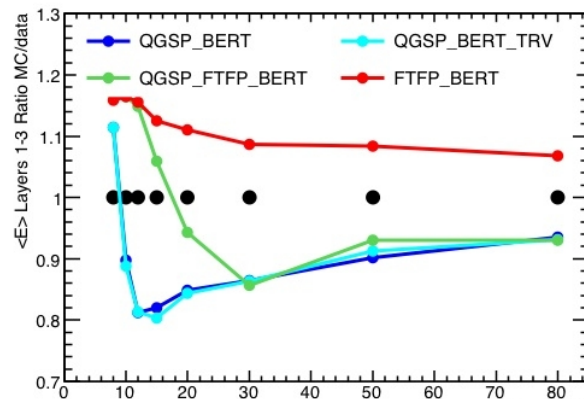 1.3
QGSP_BERT
QGSP_BERT_TRV
QGSP_FTFP_BERT
FTFP_BERT
1.2
1.1
1
0.9
0.8
0.7
<E> Layers 1-3 Ratio MC/data
0 10 20 30 40 50 60 70 80